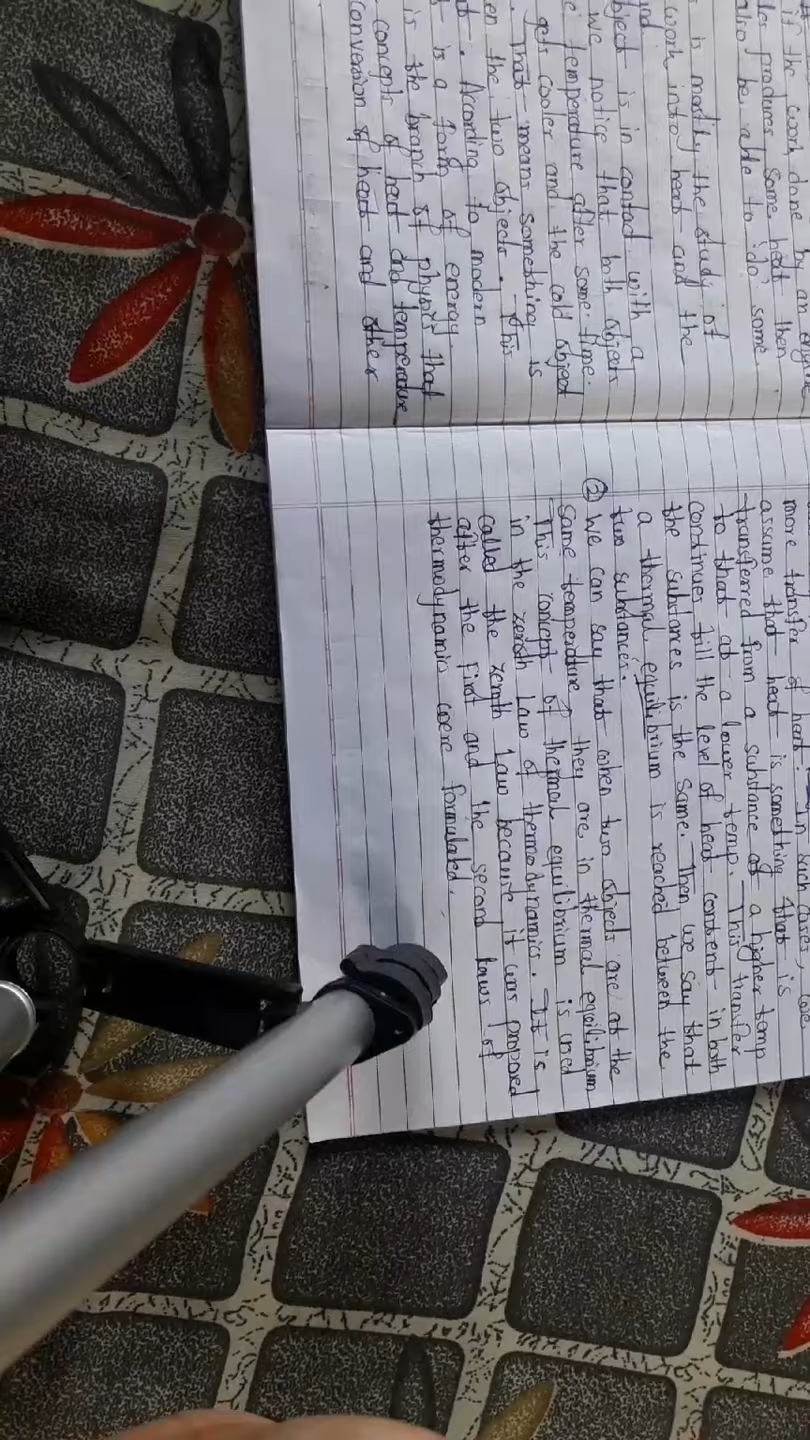 if the work done by an engine
produces some heat then
also be able to 'do' some
is mostly the study of
work into heat and the
object is in contact with a
we notice that both objects
temperature after some time.
gets cooler and the cold object
. That means something is
the two objects. This
. According to modern
is a form of energy
is the branch of physics that
concepts of heat and temperature
conversion of heat and other
more transfer of heat. In such cases, we
assume that heat is something that is
transferred from a substance at a higher temp
to that at a lower temp. This transfer
continues till the level of heat content in both
the substances is the same. Then we say that
a thermal equilibrium is reached between the
two substances.
② We can say that when two objects are at the
same temperature, they are in thermal equilibrium
This concept of thermal equilibrium is used
in the zeroth Law of thermodynamics. It is
called the zeroth Law because it was proposed
after the first and the second laws of
thermodynamics were formulated.